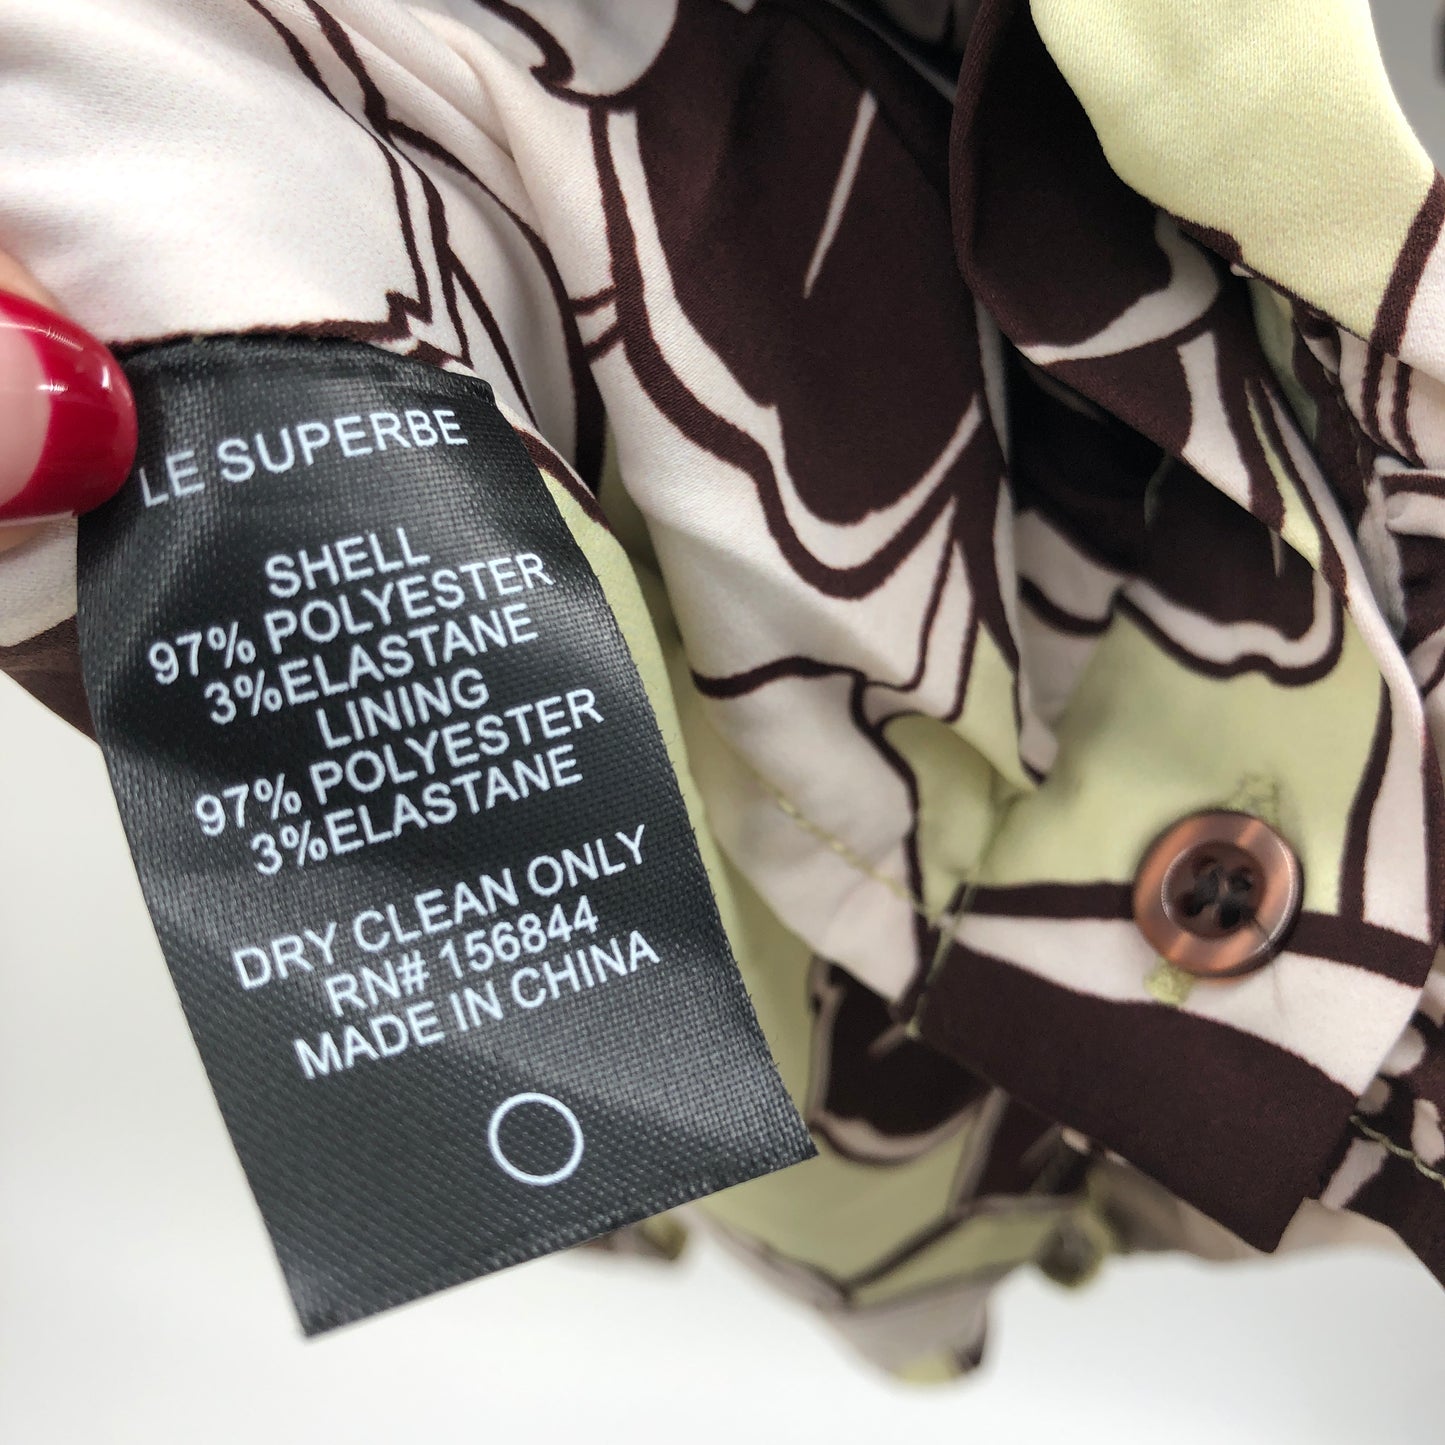 LE SUPERBE
SHELL
97% POLYESTER
3%ELASTANE
LINING
97% POLYESTER
3%ELASTANE
DRY CLEAN ONLY
RN# 156844
MADE IN CHINA